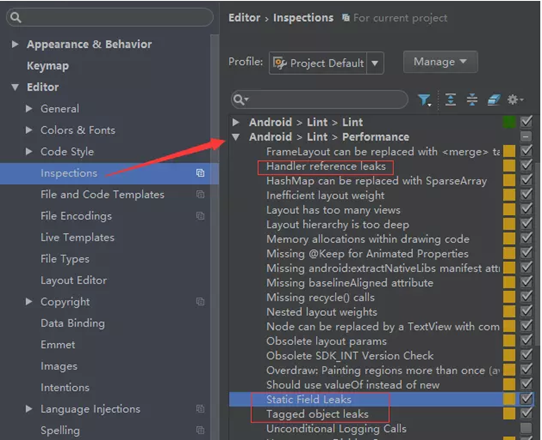 Appearance & Behavior
Keymap
Editor
General
Colors & Fonts
Code Style
Inspections
File and Code Templates
File Encodings
Live Templates
File Types
Layout Editor
Copyright
Data Binding
Emmet
Images
Intentions
Language Injections
Spelling
Editor > Inspections For current project
Profile: Project Default Manage
Android > Lint > Lint
Android > Lint > Performance
FrameLayout can be replaced with <merge> ta
Handler reference leaks
HashMap can be replaced with SparseArray
Inefficient layout weight
Layout has too many views
Layout hierarchy is too deep
Memory allocations within drawing code
Missing @Keep for Animated Properties
Missing android:extractNativeLibs manifest att
Missing baselineAligned attribute
Missing recycle() calls
Nested layout weights
Node can be replaced by a TextView with com
Obsolete layout params
Obsolete SDK_INT Version Check
Overdraw: Painting regions more than once (a
Should use valueOf instead of new
Static Field Leaks
Tagged object leaks
Unconditional Logging Calls